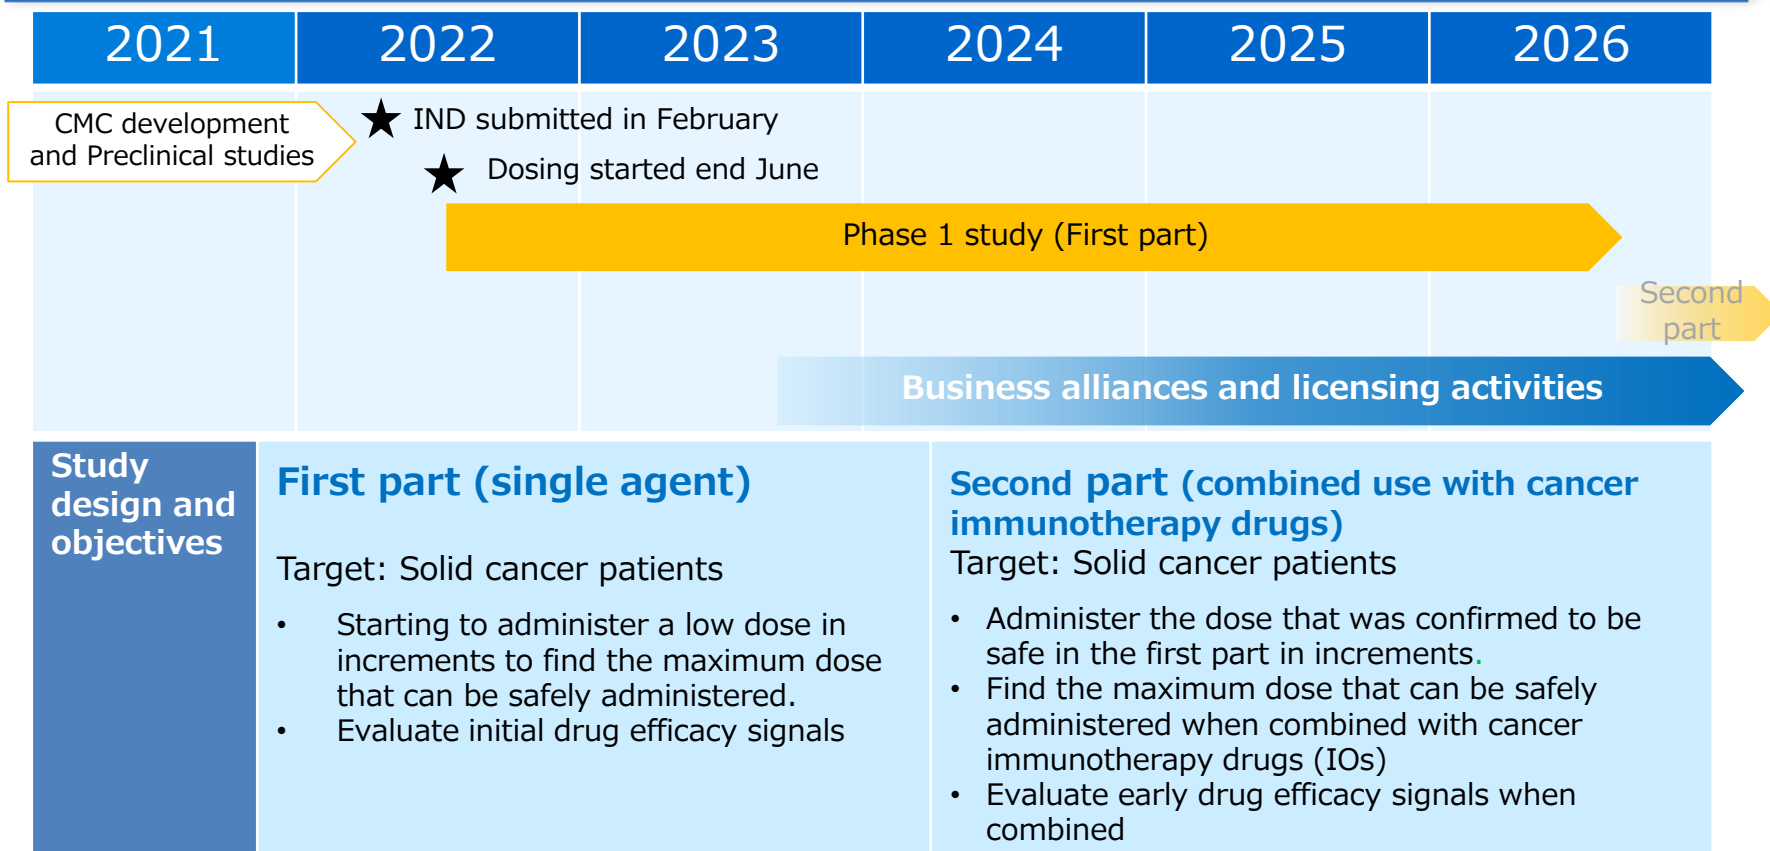 2021 2022 2023 2024 2025 2026
CMC development
and Preclinical studies
★ IND submitted in February
★ Dosing started end June
Phase 1 study (First part)
Second
part
Business alliances and licensing activities
Study
design and
objectives
First part (single agent)
Target: Solid cancer patients
• Starting to administer a low dose in
increments to find the maximum dose
that can be safely administered.
• Evaluate initial drug efficacy signals
Second part (combined use with cancer
immunotherapy drugs)
Target: Solid cancer patients
• Administer the dose that was confirmed to be
safe in the first part in increments.
• Find the maximum dose that can be safely
administered when combined with cancer
immunotherapy drugs (IOs)
• Evaluate early drug efficacy signals when
combined